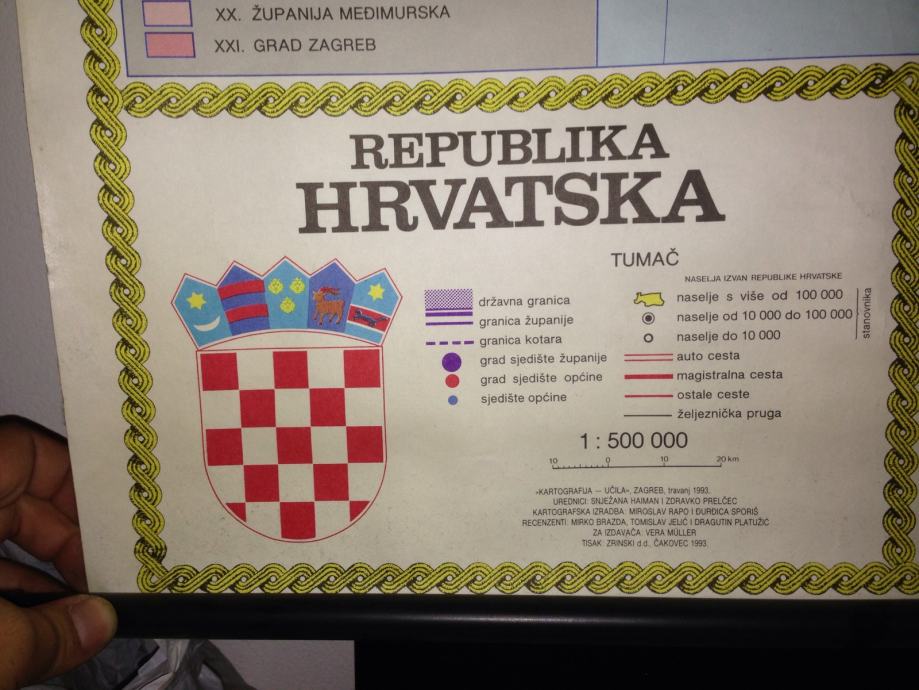 XX. ŽUPANIJA MEĐIMURSKA
XXI. GRAD ZAGREB
REPUBLIKA
HRVATSKA
TUMAČ
NASELJA IZVAN REPUBLIKE HRVATSKE
državna granica
granica županije
granica kotara
grad sjedište županije
grad sjedište općine
sjedište općine
naselje s više od 100 000
naselje od 10 000 do 100 000
naselje do 10 000
stanovnika
auto cesta
magistralna cesta
ostale ceste
željeznička pruga
1 : 500 000
10 0 10 20 km
»KARTOGRAFIJA — UČILA», ZAGREB, travanj 1993.
UREDNICI: SNJEŽANA HAIMAN I ZDRAVKO PRELČEC
KARTOGRAFSKA IZRADBA: MIROSLAV RAPO I ĐURĐICA SPORIŠ
RECENZENTI: MIRKO BRAZDA, TOMISLAV JELIĆ I DRAGUTIN PLATUŽIĆ
ZA IZDAVAČA: VERA MÜLLER
TISAK: ZRINSKI d.d., ČAKOVEC 1993.